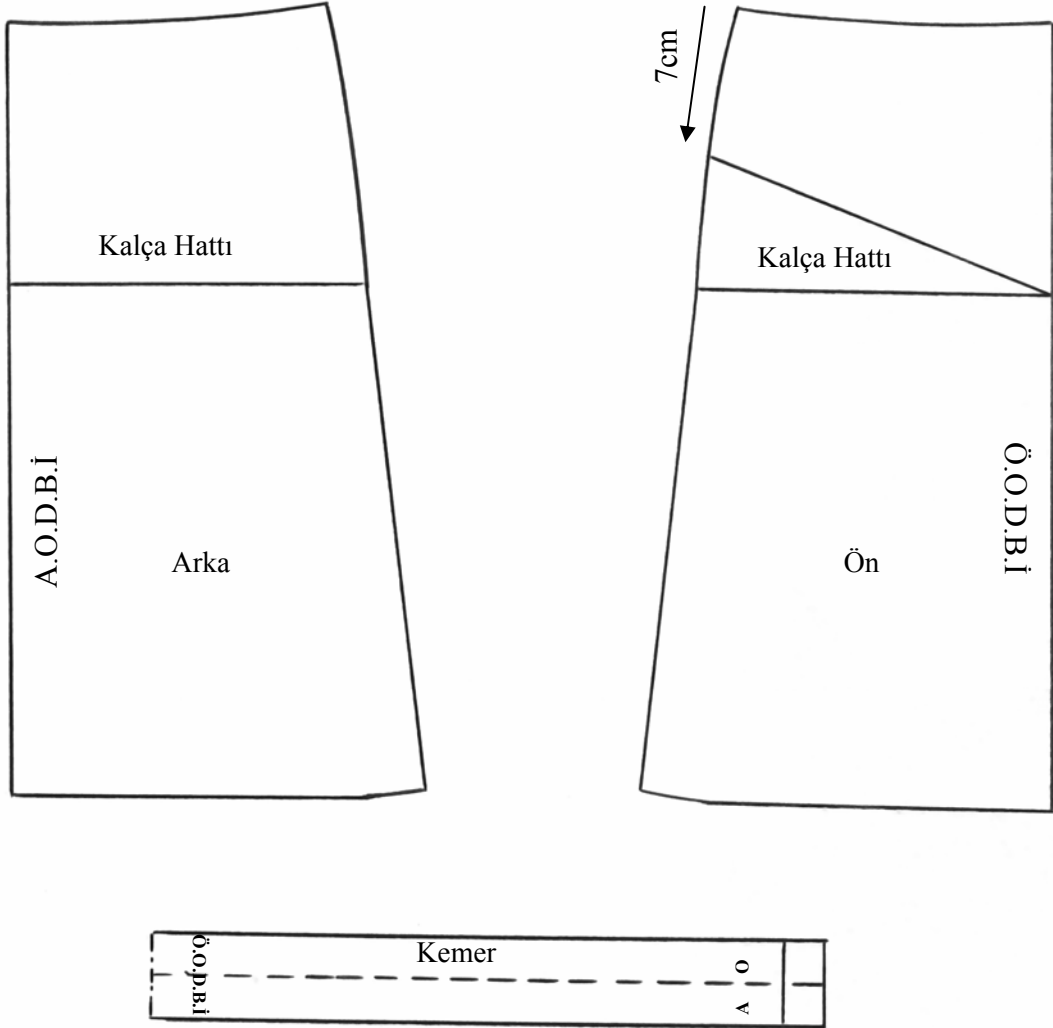 7cm
Kalça Hattı
Kalça Hattı
A.O.D.B.İ
Arka
Ön
Ö.O.D.B.İ
Ö.O.D.B.İ
Kemer
O
A